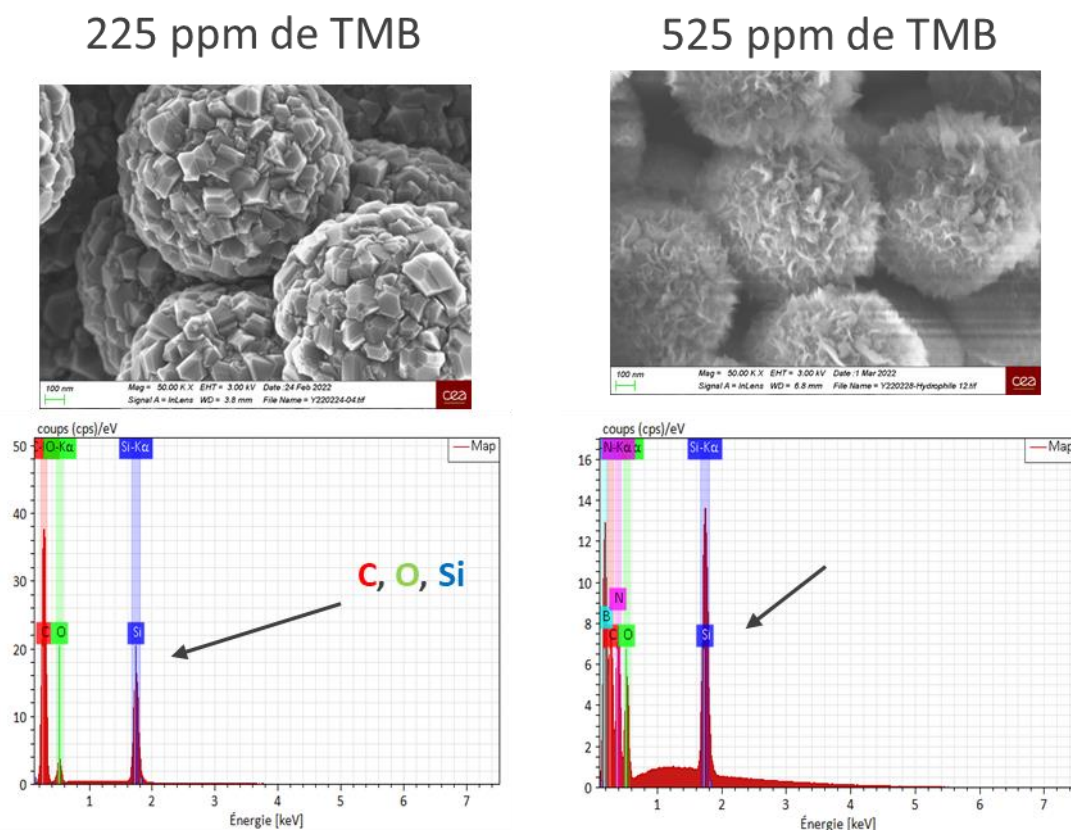 225 ppm de TMB
525 ppm de TMB
100 nm
Mag = 50.00 K X EHT = 3.00 kV Date :24 Feb 2022
Signal A = InLens WD = 3.8 mm File Name = Y220224-04.tif
cea
100 nm
Mag = 50.00 K X EHT = 3.00 kV Date :1 Mar 2022
Signal A = InLens WD = 6.8 mm File Name = Y220228-Hydrophile 12.tif
cea
coups (cps)/eV
50
40
30
20
10
0
O-Kα
Si-Kα
Map
C, O, Si
C
O
Si
1
2
3
4
5
6
7
Énergie [keV]
coups (cps)/eV
16
14
12
10
8
6
4
2
0
N-Kα
α
Si-Kα
Map
N
B
C
O
Si
1
2
3
4
5
6
7
Énergie [keV]